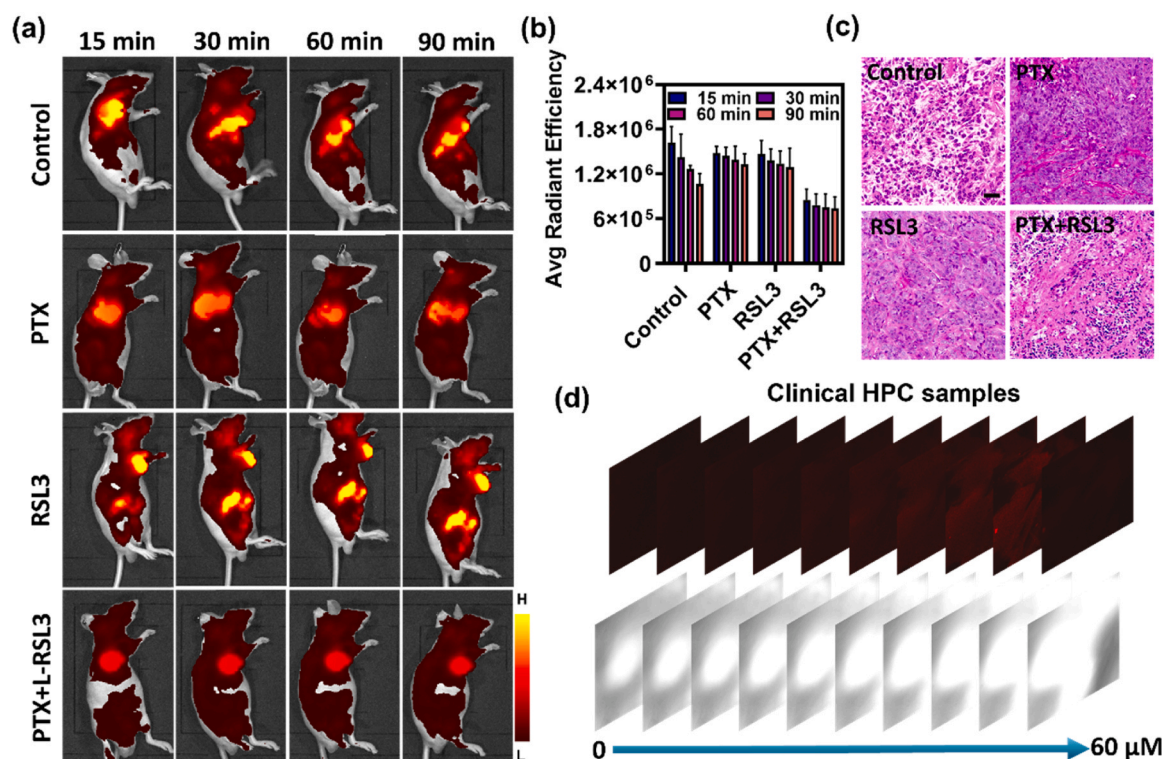 (a)
15 min 30 min 60 min 90 min
Control
PTX
RSL3
PTX+L-RSL3
H
L
(b)
Avg Radiant Efficiency
2.4×10⁶
1.8×10⁶
1.2×10⁶
6×10⁵
0
15 min 30 min
60 min 90 min
Control
PTX
RSL3
PTX+RSL3
(c)
Control PTX
RSL3 PTX+RSL3
(d)
Clinical HPC samples
0 60 μM